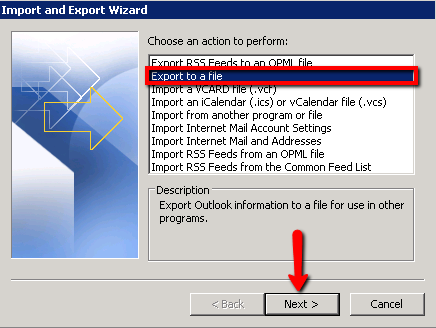 Import and Export Wizard
Choose an action to perform:
Export RSS Feeds to an OPML file
Export to a file
Import a VCARD file (.vcf)
Import an iCalendar (.ics) or vCalendar file (.vcs)
Import from another program or file
Import Internet Mail Account Settings
Import Internet Mail and Addresses
Import RSS Feeds from an OPML file
Import RSS Feeds from the Common Feed List
Description
Export Outlook information to a file for use in other
programs.
< Back
Next >
Cancel